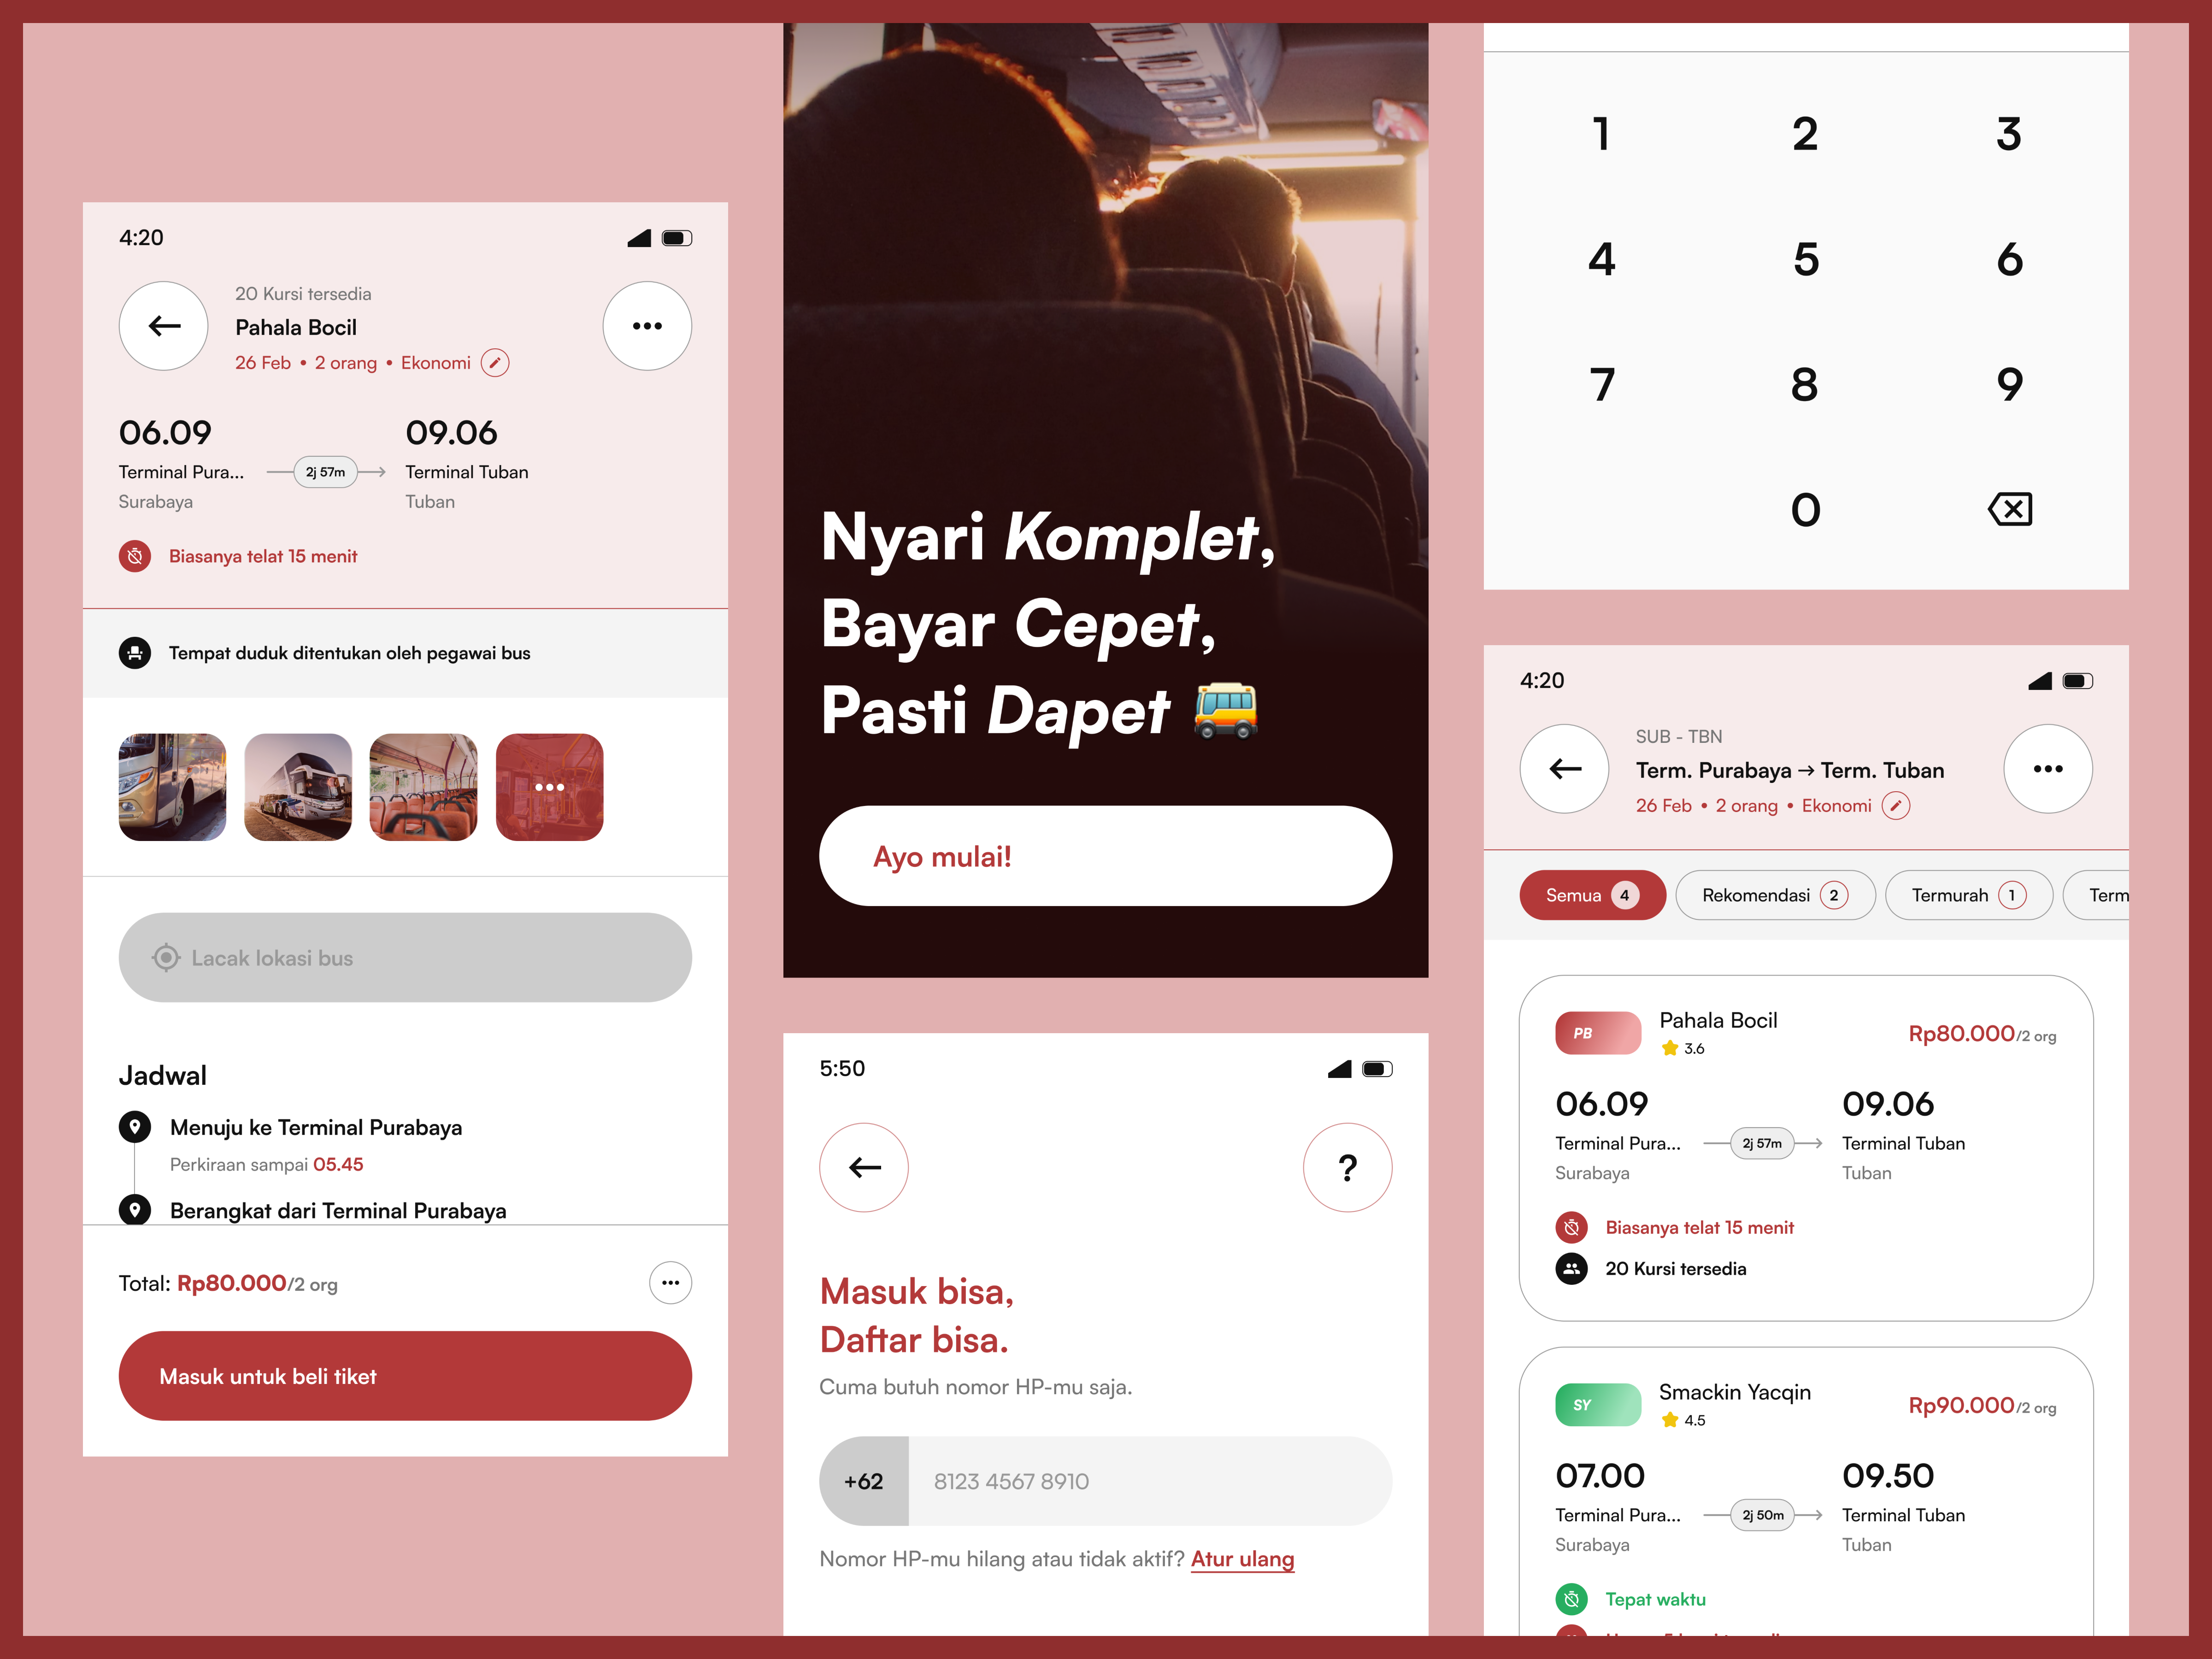 4:20
20 Kursi tersedia
Pahala Bocil
26 Feb • 2 orang • Ekonomi
06.09
09.06
Terminal Pura...
2j 57m
Terminal Tuban
Surabaya
Tuban
Biasanya telat 15 menit
Tempat duduk ditentukan oleh pegawai bus
Lacak lokasi bus
Jadwal
Menuju ke Terminal Purabaya
Perkiraan sampai 05.45
Berangkat dari Terminal Purabaya
Total: Rp80.000/2 org
Masuk untuk beli tiket
Nyari Komplet,
Bayar Cepet,
Pasti Dapet
Ayo mulai!
5:50
?
Masuk bisa,
Daftar bisa.
Cuma butuh nomor HP-mu saja.
+62 8123 4567 8910
Nomor HP-mu hilang atau tidak aktif? Atur ulang
1 2 3
4 5 6
7 8 9
0
4:20
SUB - TBN
Term. Purabaya → Term. Tuban
26 Feb • 2 orang • Ekonomi
Semua 4
Rekomendasi 2
Termurah 1
Term
PB
Pahala Bocil
3.6
Rp80.000/2 org
06.09
09.06
Terminal Pura...
2j 57m
Terminal Tuban
Surabaya
Tuban
Biasanya telat 15 menit
20 Kursi tersedia
SY
Smackin Yacqin
4.5
Rp90.000/2 org
07.00
09.50
Terminal Pura...
2j 50m
Terminal Tuban
Surabaya
Tuban
Tepat waktu